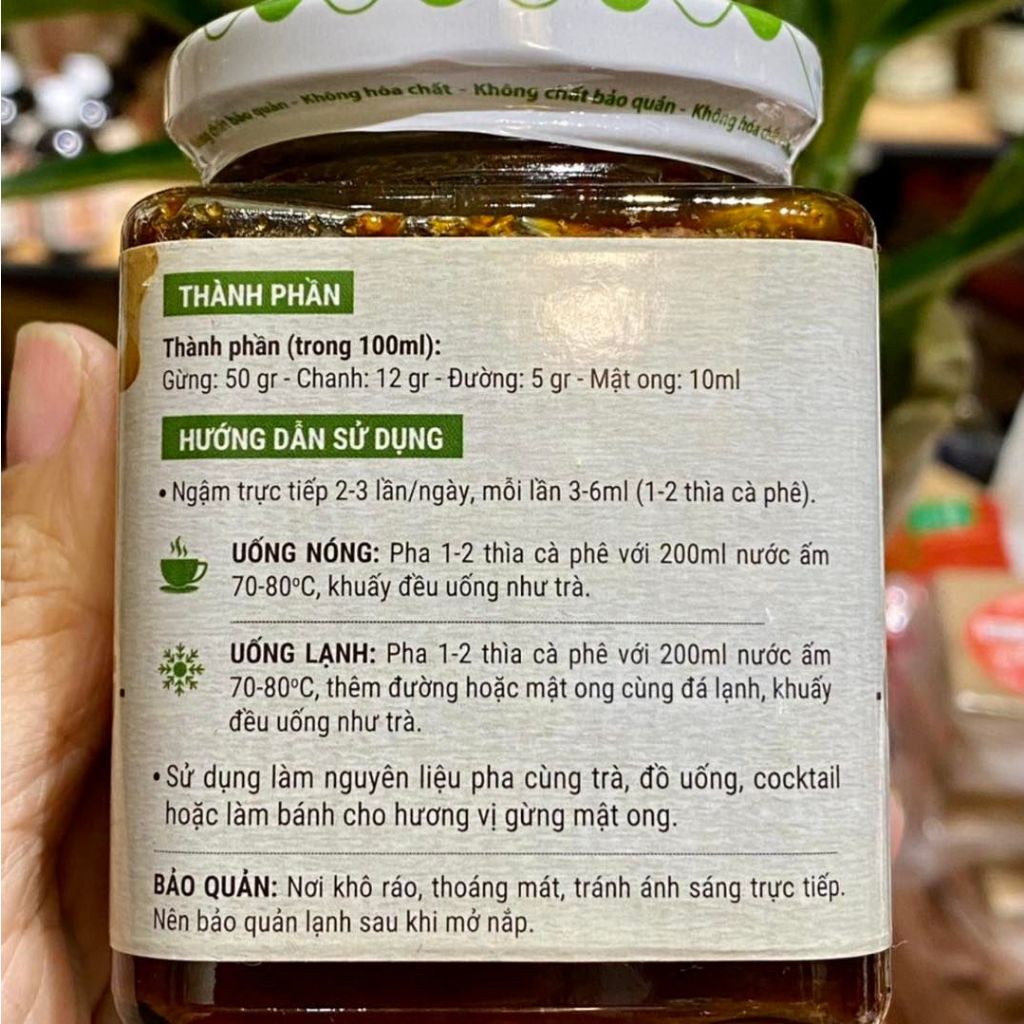 chất bảo quản - Không hóa chất - Không chất bảo quản - Không hóa
THÀNH PHẦN
Thành phần (trong 100ml):
Gừng: 50 gr - Chanh: 12 gr - Đường: 5 gr - Mật ong: 10ml
HƯỚNG DẪN SỬ DỤNG
• Ngậm trực tiếp 2-3 lần/ngày, mỗi lần 3-6ml (1-2 thìa cà phê).
UỐNG NÓNG: Pha 1-2 thìa cà phê với 200ml nước ấm
70-80ºC, khuấy đều uống như trà.
UỐNG LẠNH: Pha 1-2 thìa cà phê với 200ml nước ấm
70-80ºC, thêm đường hoặc mật ong cùng đá lạnh, khuấy
đều uống như trà.
• Sử dụng làm nguyên liệu pha cùng trà, đồ uống, cocktail
hoặc làm bánh cho hương vị gừng mật ong.
BẢO QUẢN: Nơi khô ráo, thoáng mát, tránh ánh sáng trực tiếp.
Nên bảo quản lạnh sau khi mở nắp.